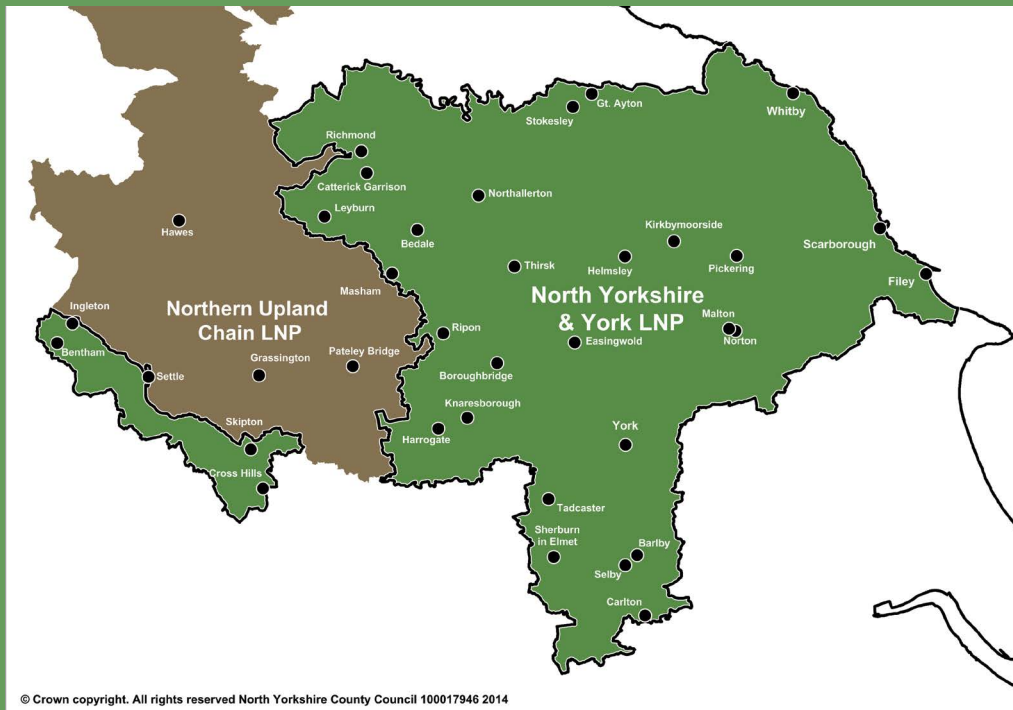 Gt. Ayton
Stokesley
Whitby
Richmond
Catterick Garrison
Northallerton
Leyburn
Hawes
Bedale
Kirkbymoorside
Scarborough
Thirsk
Helmsley
Pickering
Filey
Masham
North Yorkshire
& York LNP
Northern Upland
Chain LNP
Ingleton
Malton
Norton
Ripon
Easingwold
Bentham
Grassington
Pateley Bridge
Settle
Boroughbridge
Knaresborough
Skipton
Harrogate
York
Cross Hills
Tadcaster
Sherburn
in Elmet
Barlby
Selby
Carlton
© Crown copyright. All rights reserved North Yorkshire County Council 100017946 2014